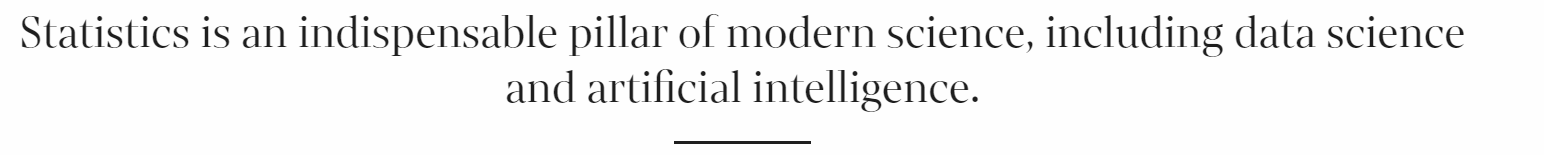 Statistics is an indispensable pillar of modern science, including data science
and artificial intelligence.